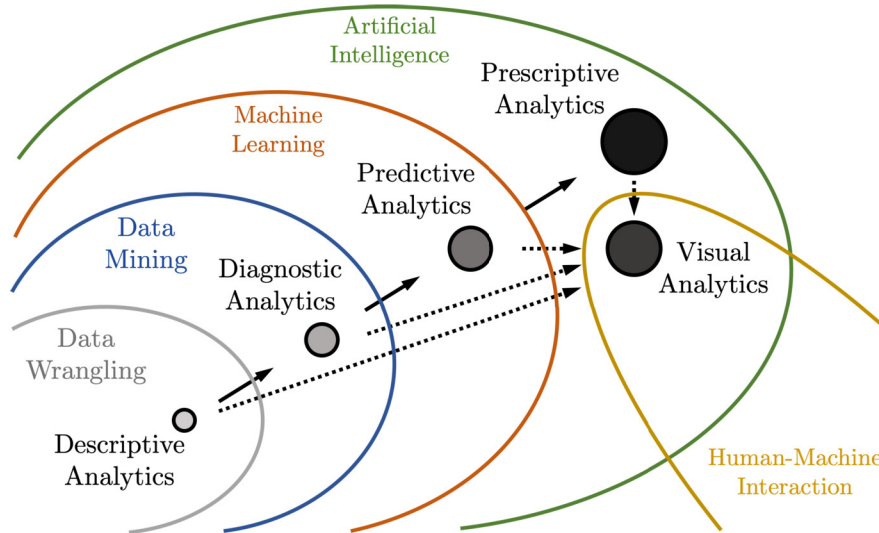 Artificial
Intelligence
Prescriptive
Analytics
Machine
Learning
Predictive
Analytics
Data
Mining
Diagnostic
Analytics
Visual
Analytics
Data
Wrangling
Descriptive
Analytics
Human-Machine
Interaction